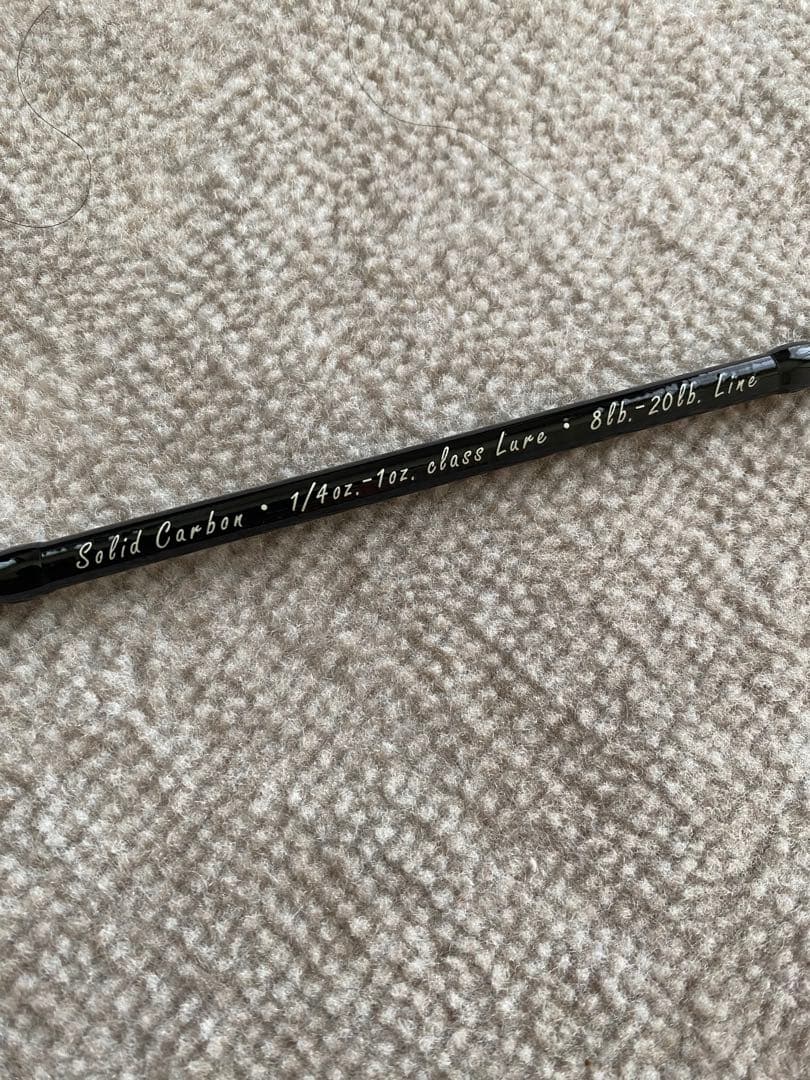 Solid Carbon • 1/4oz.-1oz. class Lure • 8lb.-20lb. Line